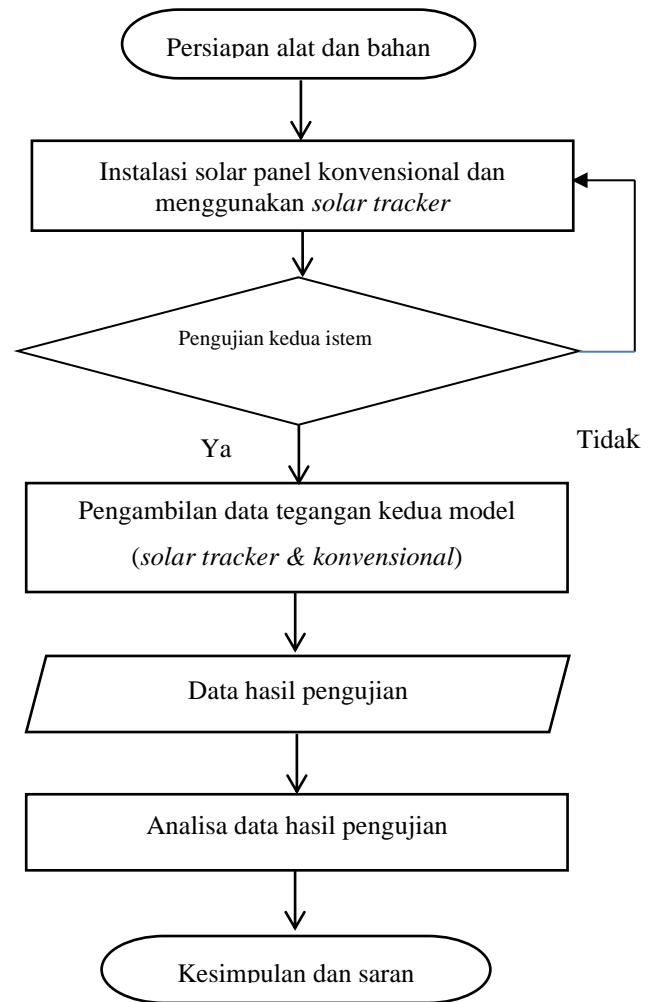 Persiapan alat dan bahan
Instalasi solar panel konvensional dan
menggunakan solar tracker
Pengujian kedua istem
Ya
Tidak
Pengambilan data tegangan kedua model
(solar tracker & konvensional)
Data hasil pengujian
Analisa data hasil pengujian
Kesimpulan dan saran